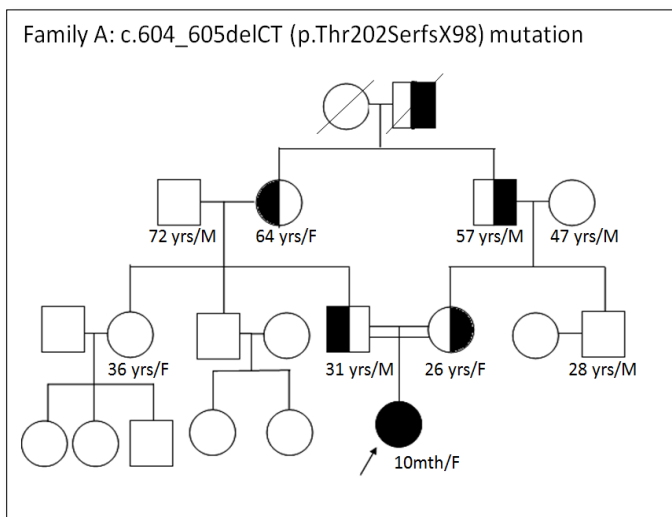 Family A: c.604_605delCT (p.Thr202SerfsX98) mutation
72 yrs/M 64 yrs/F 57 yrs/M 47 yrs/M
36 yrs/F 31 yrs/M 26 yrs/F 28 yrs/M
10mth/F